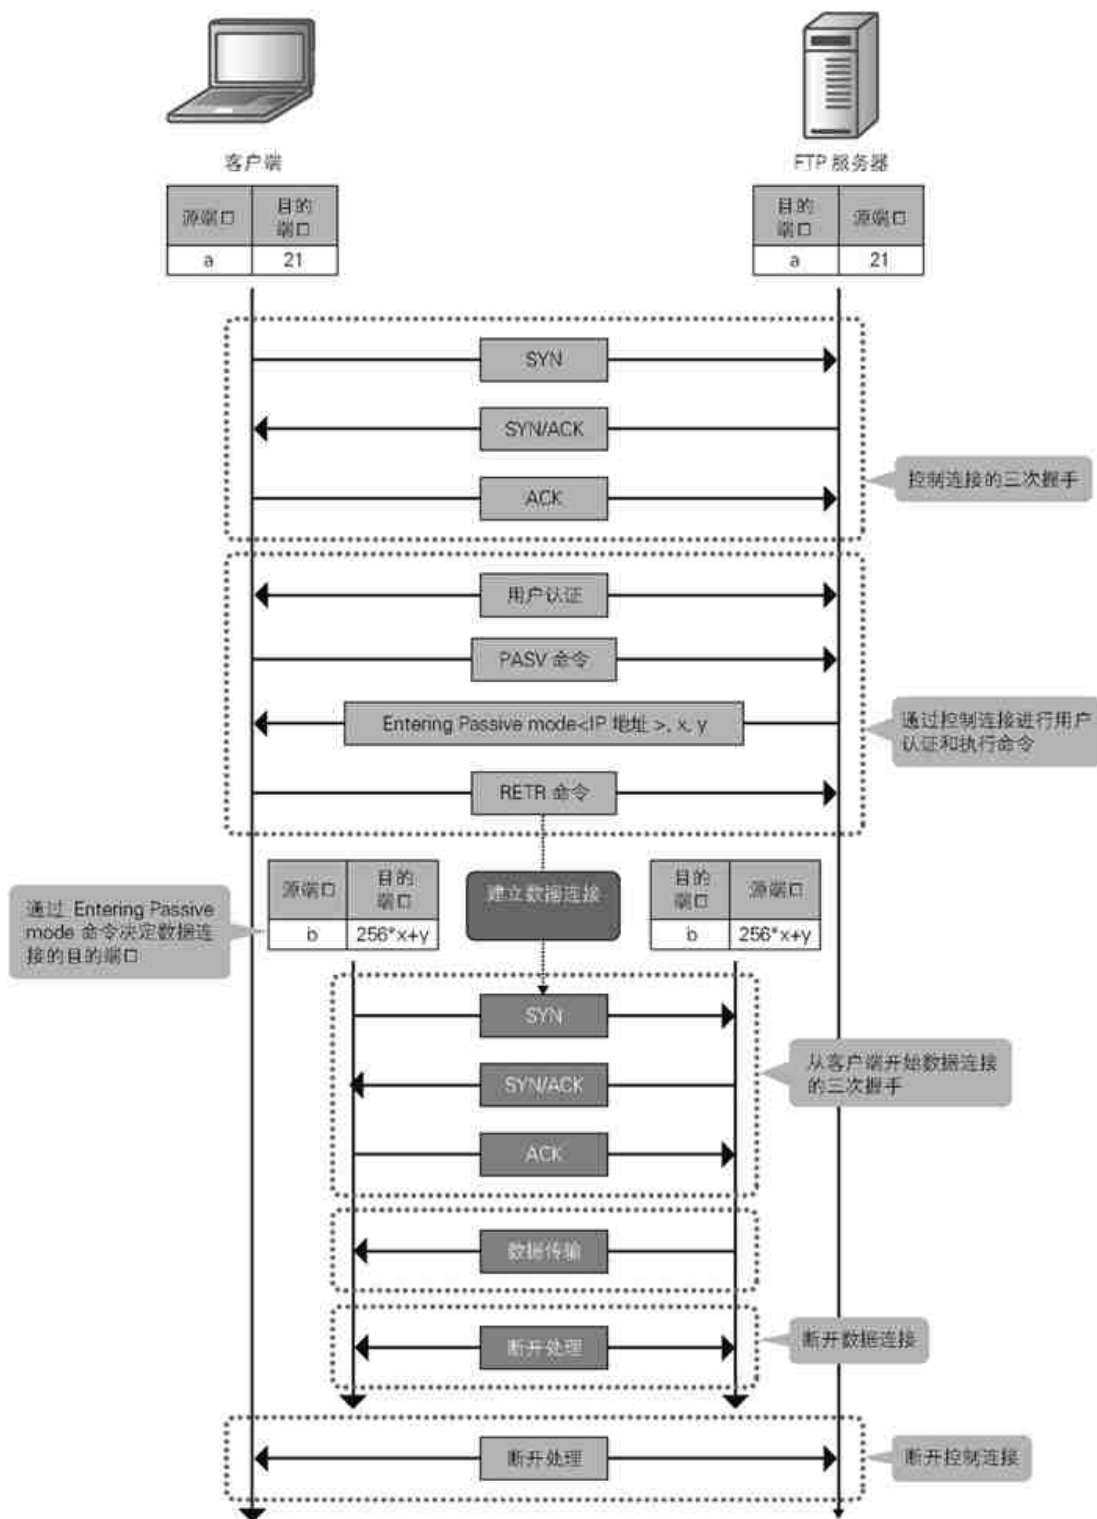 客户端
FTP 服务器
源端口 目的
端口
a 21
目的
端口 源端口
a 21
SYN
SYN/ACK
控制连接的三次握手
ACK
用户认证
PASV 命令
Entering Passive mode<IP 地址 >, x, y
通过控制连接进行用户
认证和执行命令
RETR 命令
通过 Entering Passive
mode 命令决定数据连
接的目的端口
源端口 目的
端口
b 256*x+y
建立数据连接
目的
端口 源端口
b 256*x+y
SYN
从客户端开始数据连接
的三次握手
SYN/ACK
ACK
数据传输
断开处理
断开数据连接
断开处理
断开控制连接